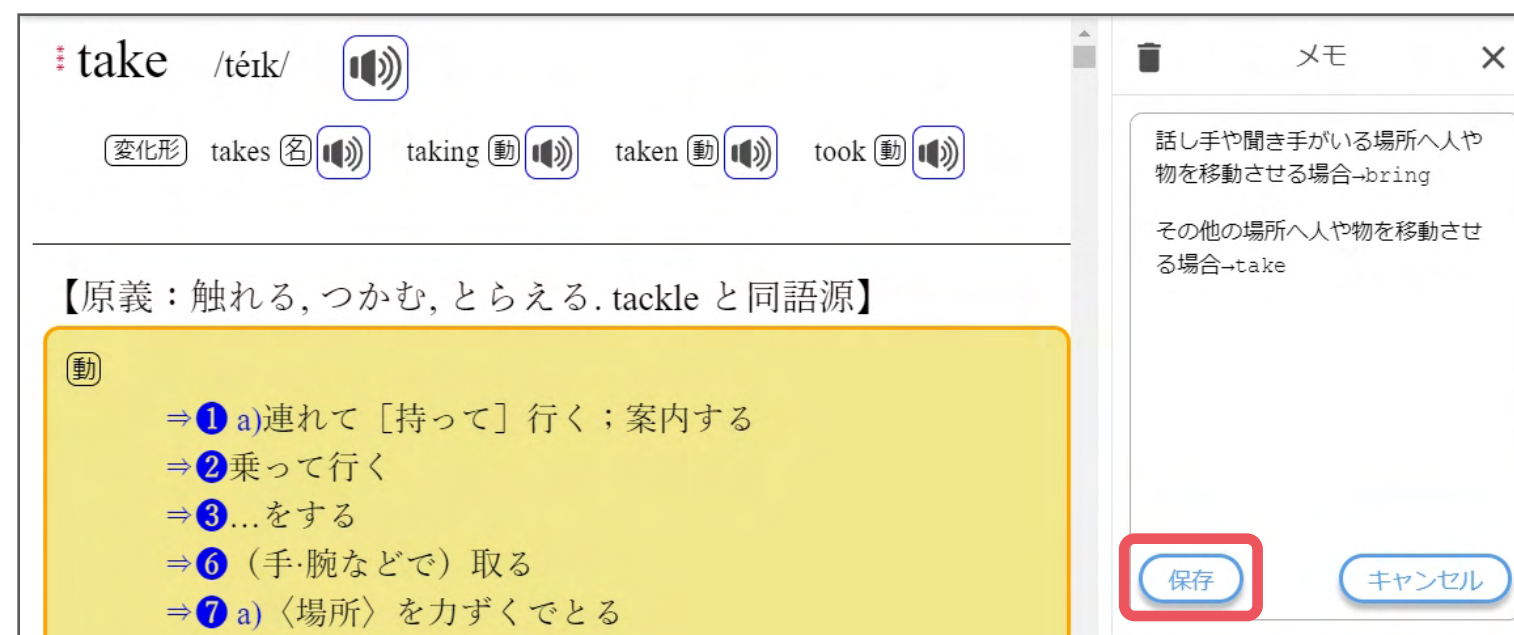 *** take /téɪk/
変化形 takes 名 taking 動 taken 動 took 動
【原義：触れる, つかむ, とらえる. tackle と同語源】
動
⇒❶ a)連れて［持って］行く；案内する
⇒❷乗って行く
⇒❸…をする
⇒❻（手·腕などで）取る
⇒❼ a)〈場所〉を力ずくでとる
メモ
話し手や聞き手がいる場所へ人や
物を移動させる場合→bring
その他の場所へ人や物を移動させ
る場合→take
保存 キャンセル